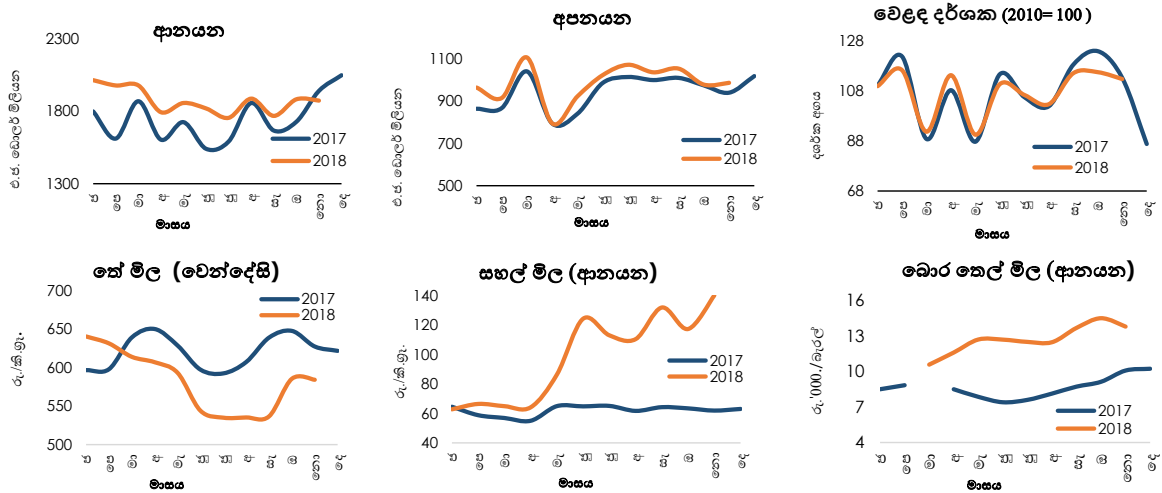 ආනයන
2300
1800
1300
එ.ජ. ඩොලර් මිලියන
2017
2018
ජ පෙ මා අ මැ ජූ ජූ අ සැ ඔ නො දෙ
මාසය
අපනයන
1100
900
700
500
එ.ජ. ඩොලර් මිලියන
2017
2018
ජ පෙ මා අ මැ ජූ ජූ අ සැ ඔ නො දෙ
මාසය
වෙළඳ දර්ශක (2010= 100 )
128
108
88
68
දර්ශක අගය
2017
2018
ජ පෙ මා අ මැ ජූ ජූ අ සැ ඔ නො දෙ
මාසය
තේ මිල (වෙන්දේසි)
700
650
600
550
500
රු./කි.ග්‍රෑ.
2017
2018
ජ පෙ මා අ මැ ජූ ජූ අ සැ ඔ නො දෙ
මාසය
සහල් මිල (ආනයන)
140
120
100
80
60
40
රු./කි.ග්‍රෑ.
2017
2018
ජ පෙ මා අ මැ ජූ ජූ අ සැ ඔ නො දෙ
මාසය
බොර තෙල් මිල (ආනයන)
16
13
10
7
4
රු.'000./බැරල්
2017
2018
ජ පෙ මා අ මැ ජූ ජූ අ සැ ඔ නො දෙ
මාසය